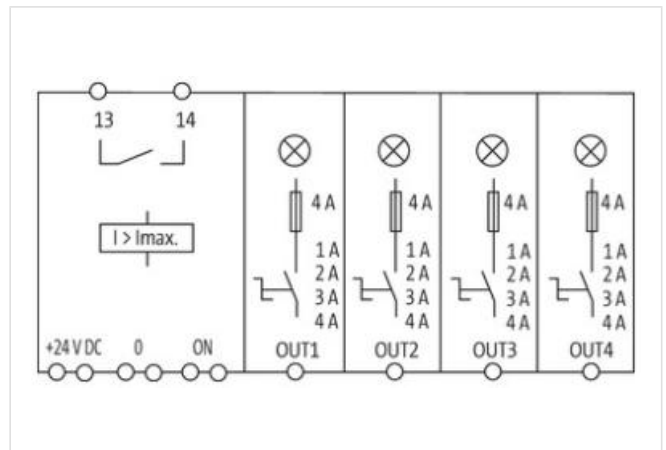 13 14
I > Imax.
+24 V DC 0 ON
4 A
1 A
2 A
3 A
4 A
OUT1
4 A
1 A
2 A
3 A
4 A
OUT2
4 A
1 A
2 A
3 A
4 A
OUT3
4 A
1 A
2 A
3 A
4 A
OUT4